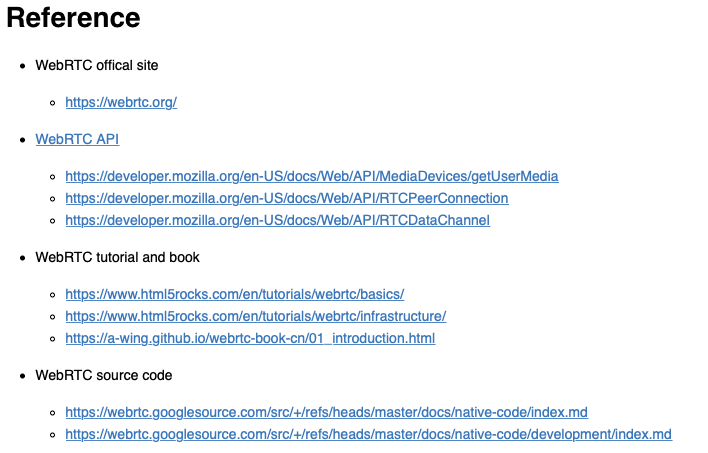 Reference
WebRTC offical site
https://webrtc.org/
WebRTC API
https://developer.mozilla.org/en-US/docs/Web/API/MediaDevices/getUserMedia
https://developer.mozilla.org/en-US/docs/Web/API/RTCPeerConnection
https://developer.mozilla.org/en-US/docs/Web/API/RTCDataChannel
WebRTC tutorial and book
https://www.html5rocks.com/en/tutorials/webrtc/basics/
https://www.html5rocks.com/en/tutorials/webrtc/infrastructure/
https://a-wing.github.io/webrtc-book-cn/01_introduction.html
WebRTC source code
https://webrtc.googlesource.com/src/+/refs/heads/master/docs/native-code/index.md
https://webrtc.googlesource.com/src/+/refs/heads/master/docs/native-code/development/index.md